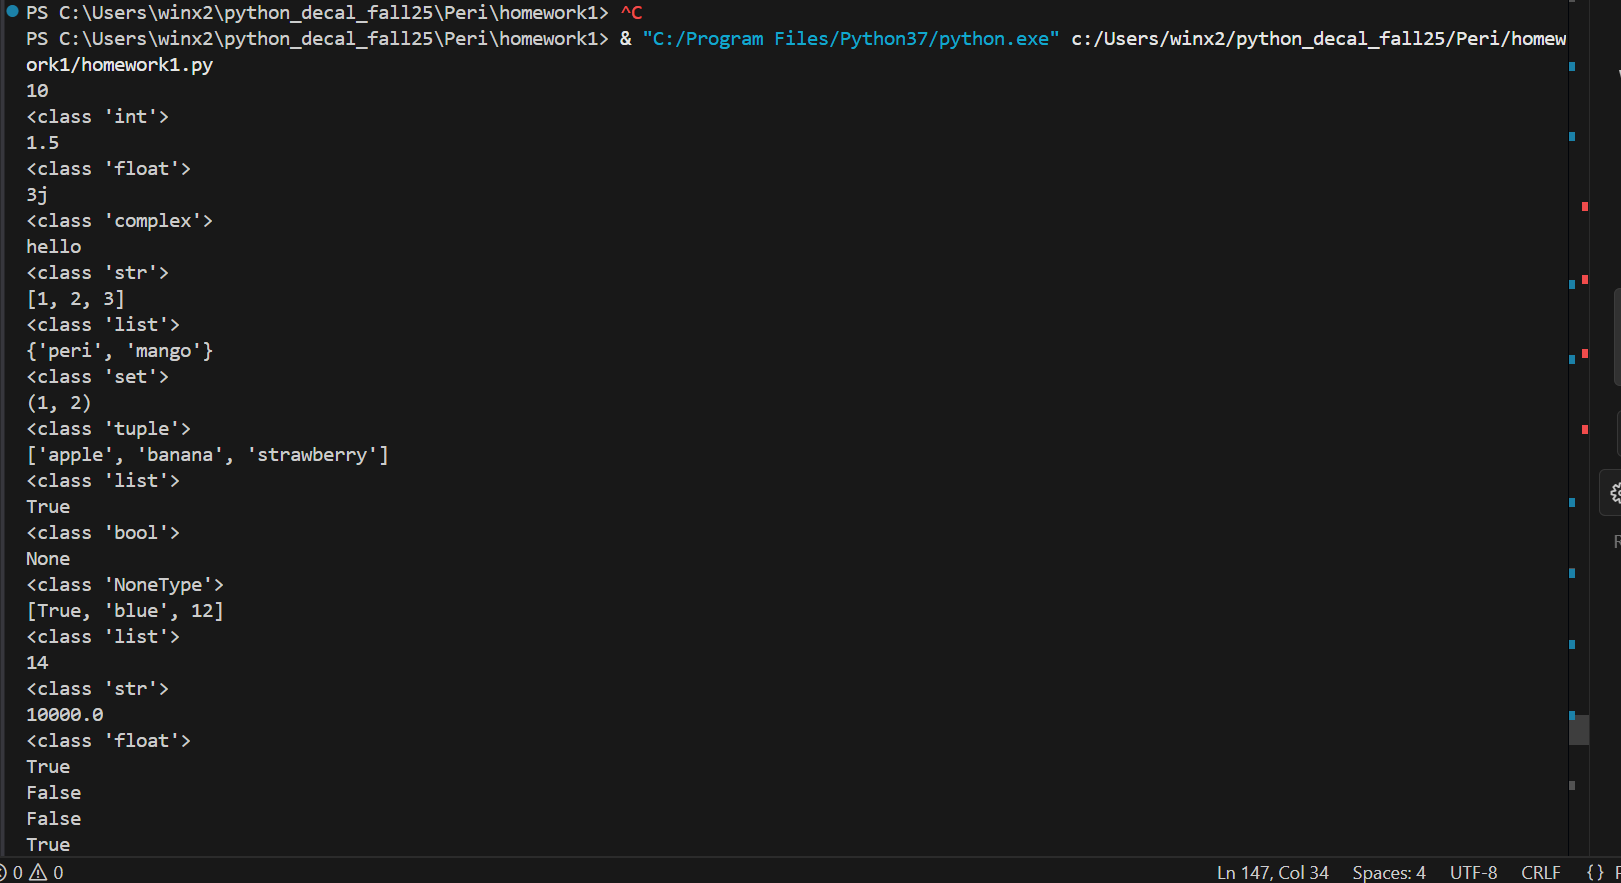 PS C:\Users\winx2\python_decal_fall25\Peri\homework1> ^C
PS C:\Users\winx2\python_decal_fall25\Peri\homework1> & "C:/Program Files/Python37/python.exe" c:/Users/winx2/python_decal_fall25/Peri/homew
ork1/homework1.py
10
<class 'int'>
1.5
<class 'float'>
3j
<class 'complex'>
hello
<class 'str'>
[1, 2, 3]
<class 'list'>
{'peri', 'mango'}
<class 'set'>
(1, 2)
<class 'tuple'>
['apple', 'banana', 'strawberry']
<class 'list'>
True
<class 'bool'>
None
<class 'NoneType'>
[True, 'blue', 12]
<class 'list'>
14
<class 'str'>
10000.0
<class 'float'>
True
False
False
True
0 0 Ln 147, Col 34 Spaces: 4 UTF-8 CRLF {}